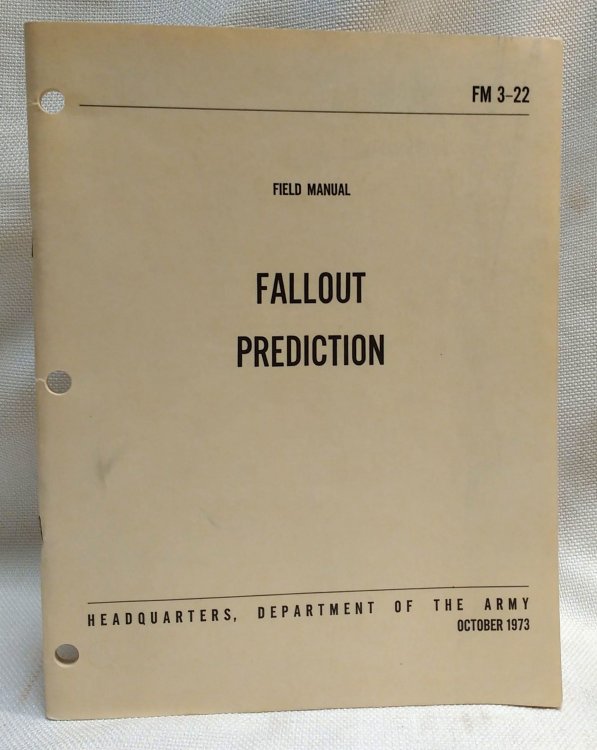 FM 3-22
FIELD MANUAL
FALLOUT
PREDICTION
HEADQUARTERS, DEPARTMENT OF THE ARMY
OCTOBER 1973